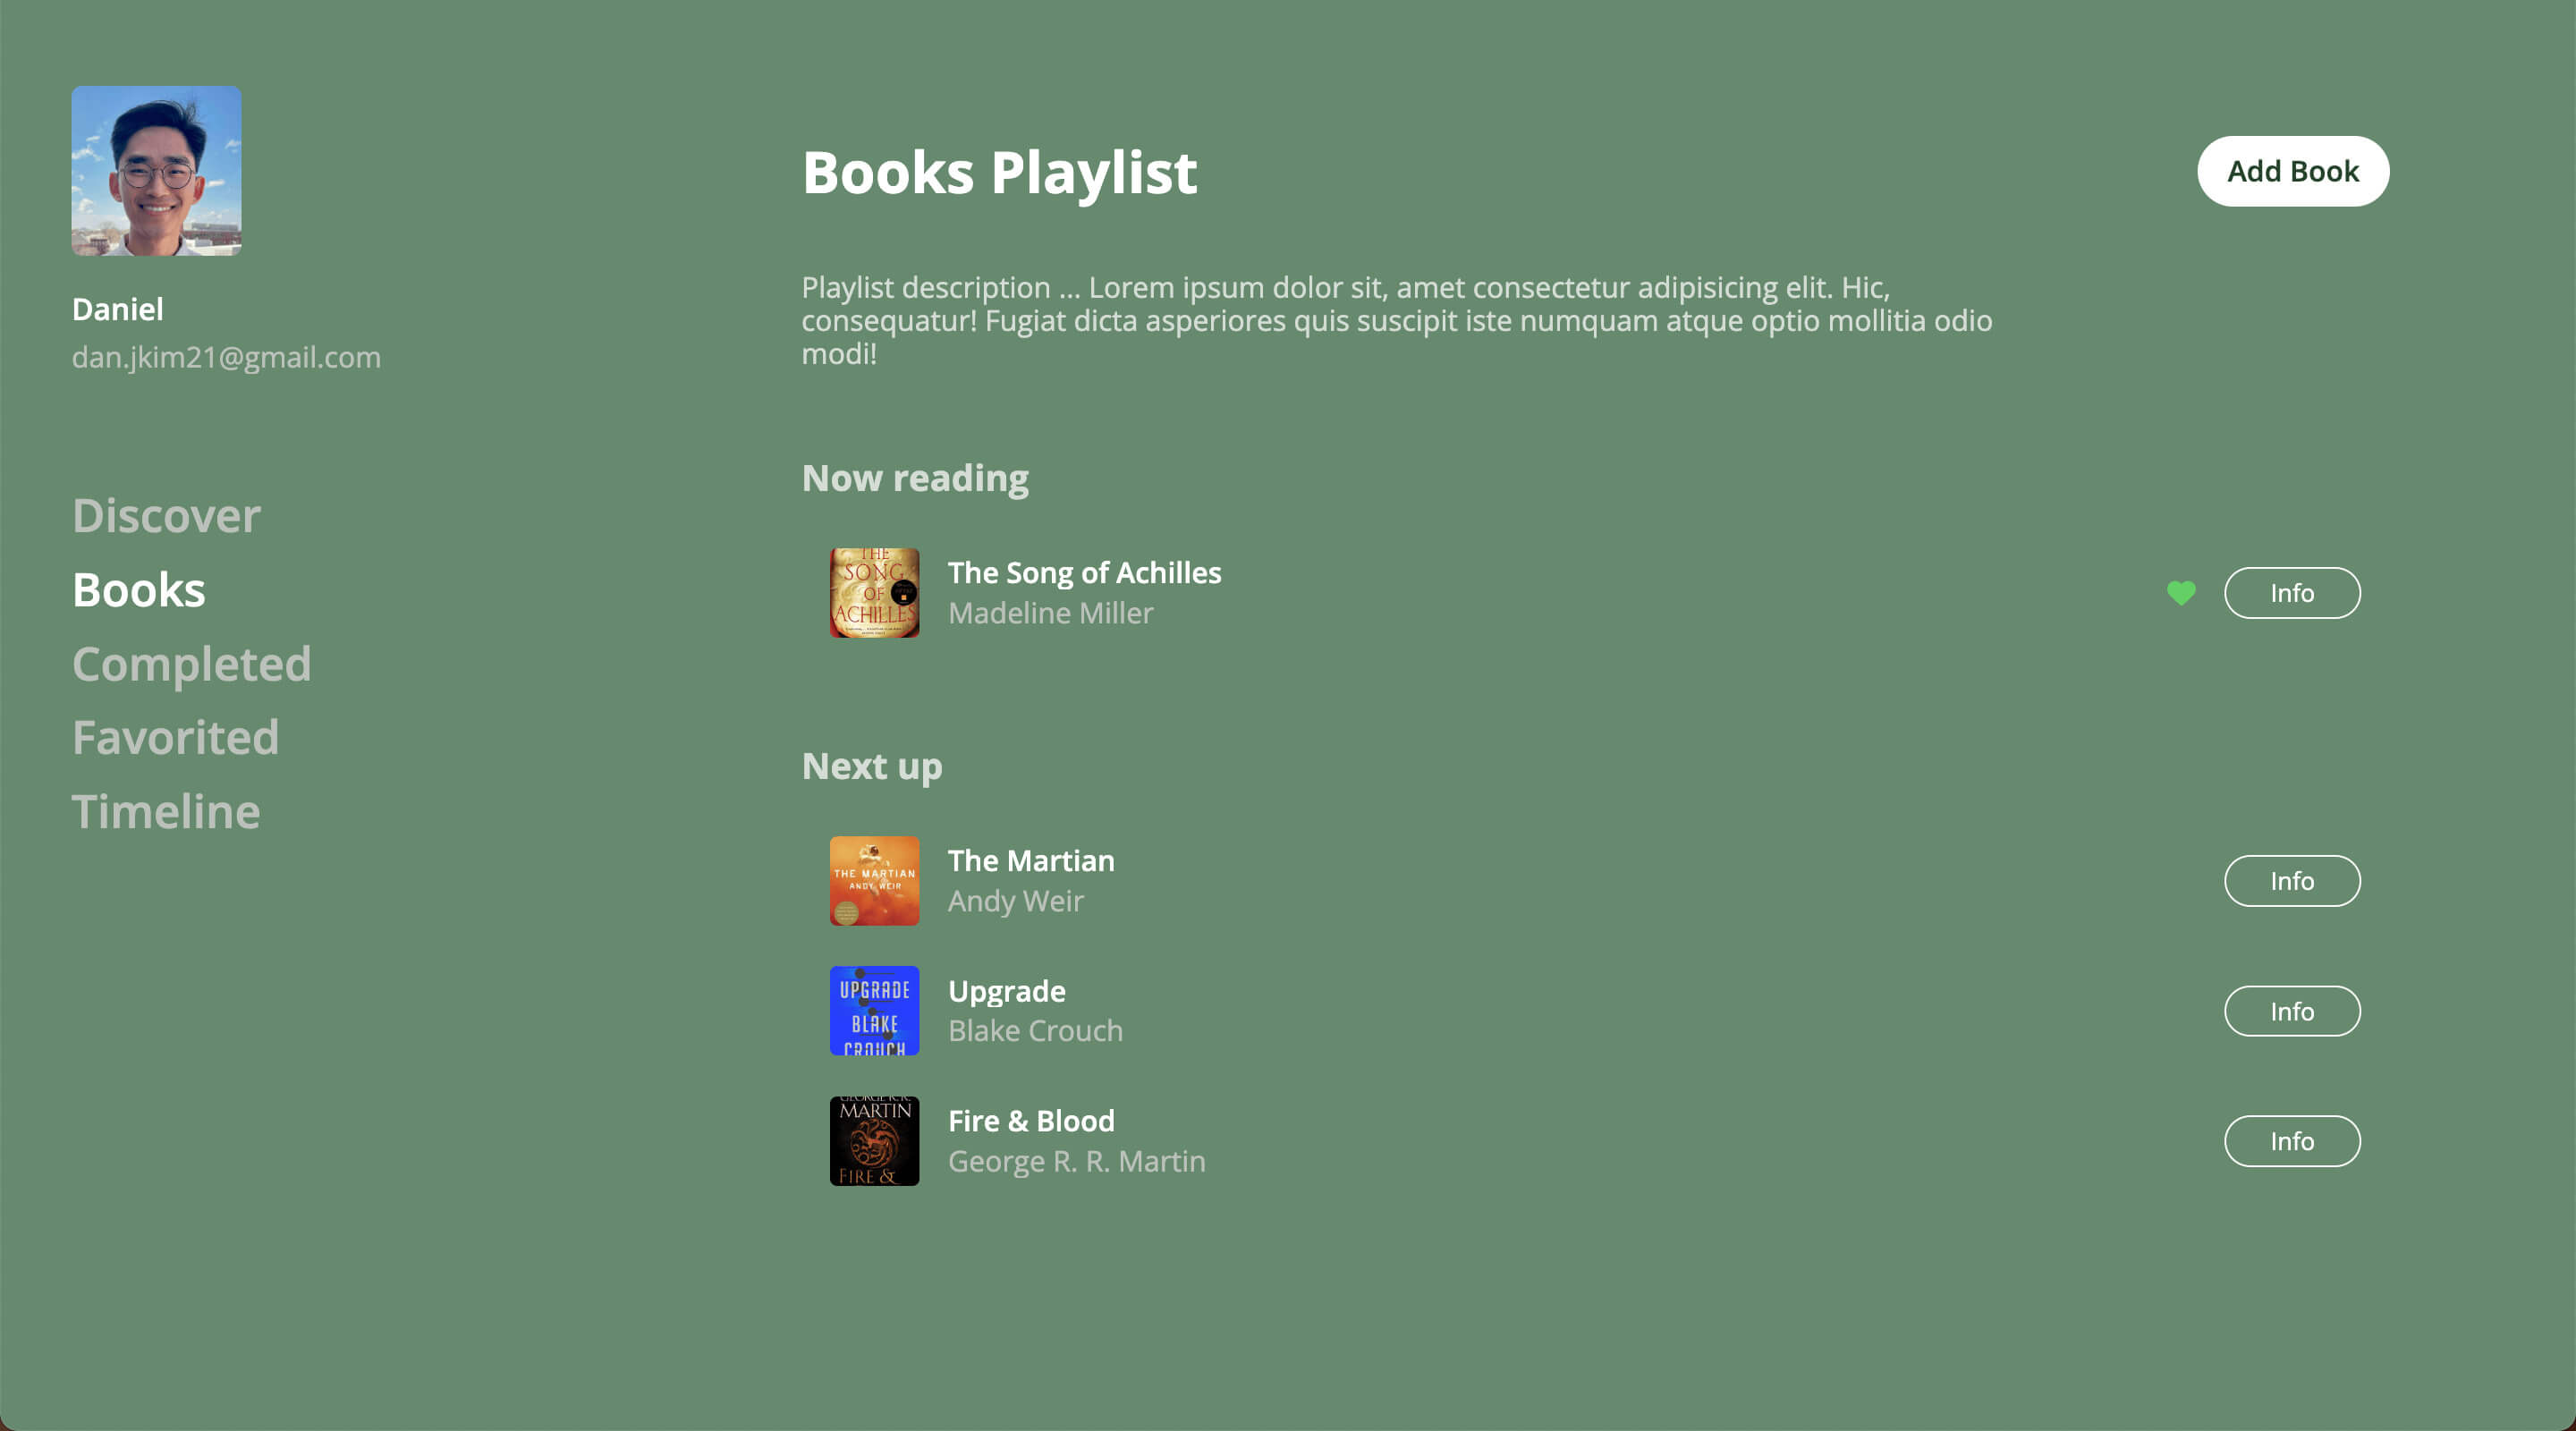 Daniel
dan.jkim21@gmail.com
Discover
Books
Completed
Favorited
Timeline
Books Playlist
Add Book
Playlist description ... Lorem ipsum dolor sit, amet consectetur adipisicing elit. Hic,
consequatur! Fugiat dicta asperiores quis suscipit iste numquam atque optio mollitia odio
modi!
Now reading
THE
SONG
OF
ACHILLES
The Song of Achilles
Madeline Miller
Info
Next up
THE MARTIAN
ANDY WEIR
The Martian
Andy Weir
Info
UPGRADE
BLAKE
CROUCH
Upgrade
Blake Crouch
Info
GEORGE R.R.
MARTIN
FIRE &
Fire & Blood
George R. R. Martin
Info